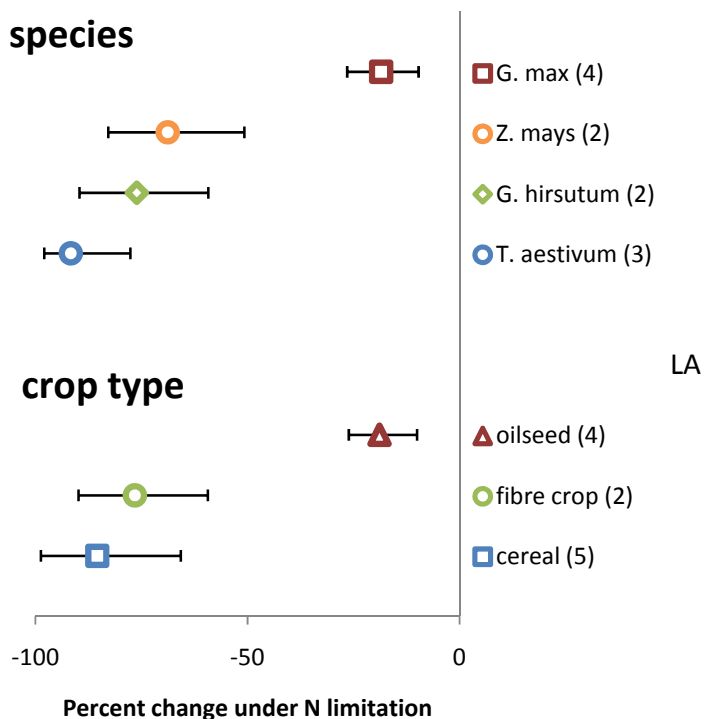 species
G. max (4)
Z. mays (2)
G. hirsutum (2)
T. aestivum (3)
LA
crop type
oilseed (4)
fibre crop (2)
cereal (5)
-100 -50 0
Percent change under N limitation